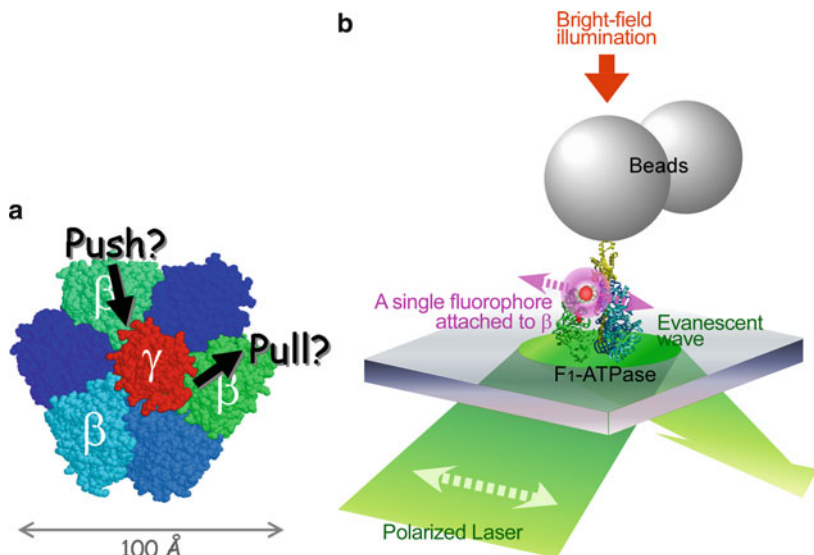 a
Push?
β
γ
Pull?
β
β
100 Å
b
Bright-field
illumination
Beads
A single fluorophore
attached to β
Evanescent
wave
F1-ATPase
Polarized Laser